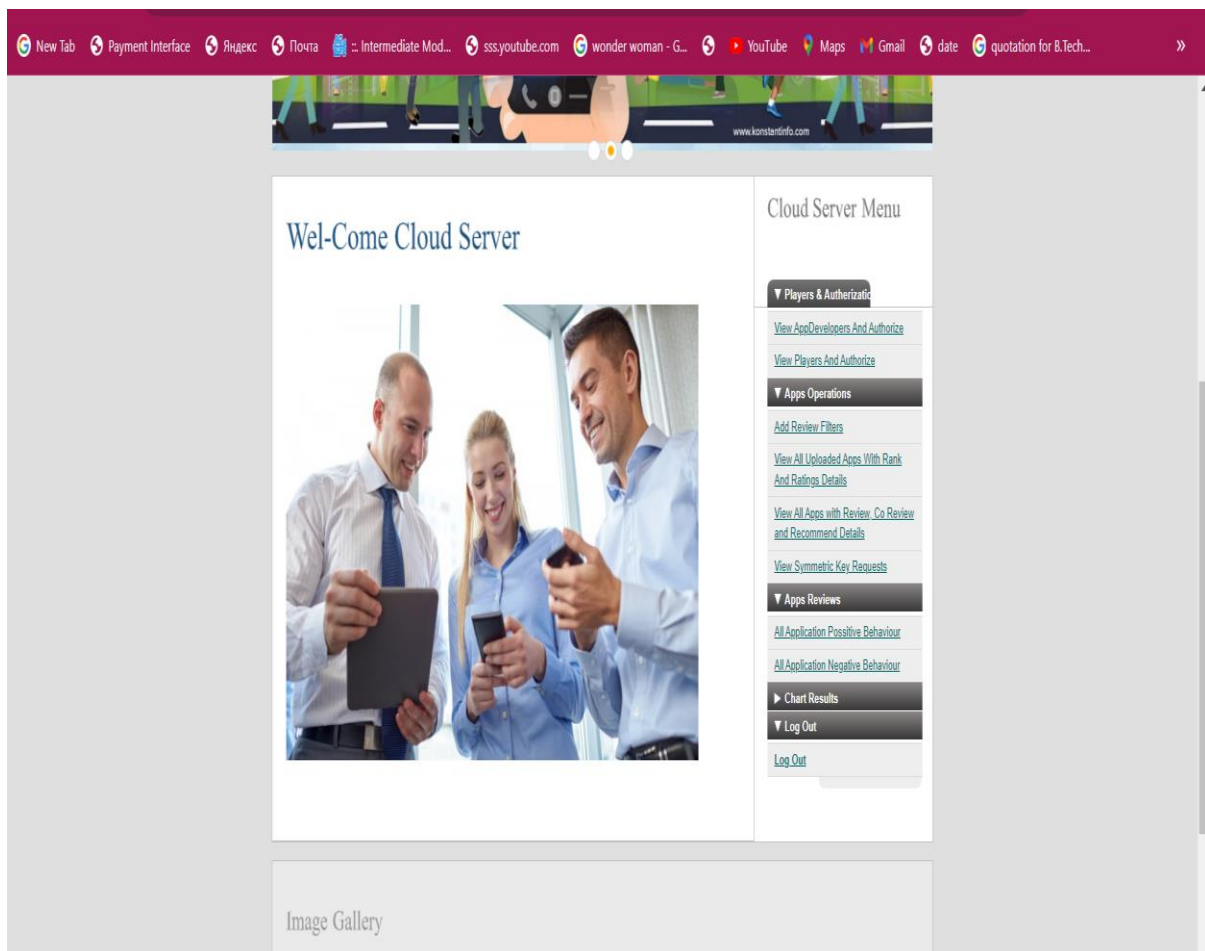 New Tab Payment Interface Яндекс Почта ::. Intermediate Mod... sss.youtube.com wonder woman - G... YouTube Maps Gmail date quotation for B.Tech... »
www.konstantinfo.com
Wel-Come Cloud Server
Cloud Server Menu
▼ Players & Autherizatio
View AppDevelopers And Authorize
View Players And Authorize
▼ Apps Operations
Add Review Filters
View All Uploaded Apps With Rank
And Ratings Details
View All Apps with Review, Co Review
and Recommend Details
View Symmetric Key Requests
▼ Apps Reviews
All Application Possitive Behaviour
All Application Negative Behaviour
▶ Chart Results
▼ Log Out
Log Out
Image Gallery